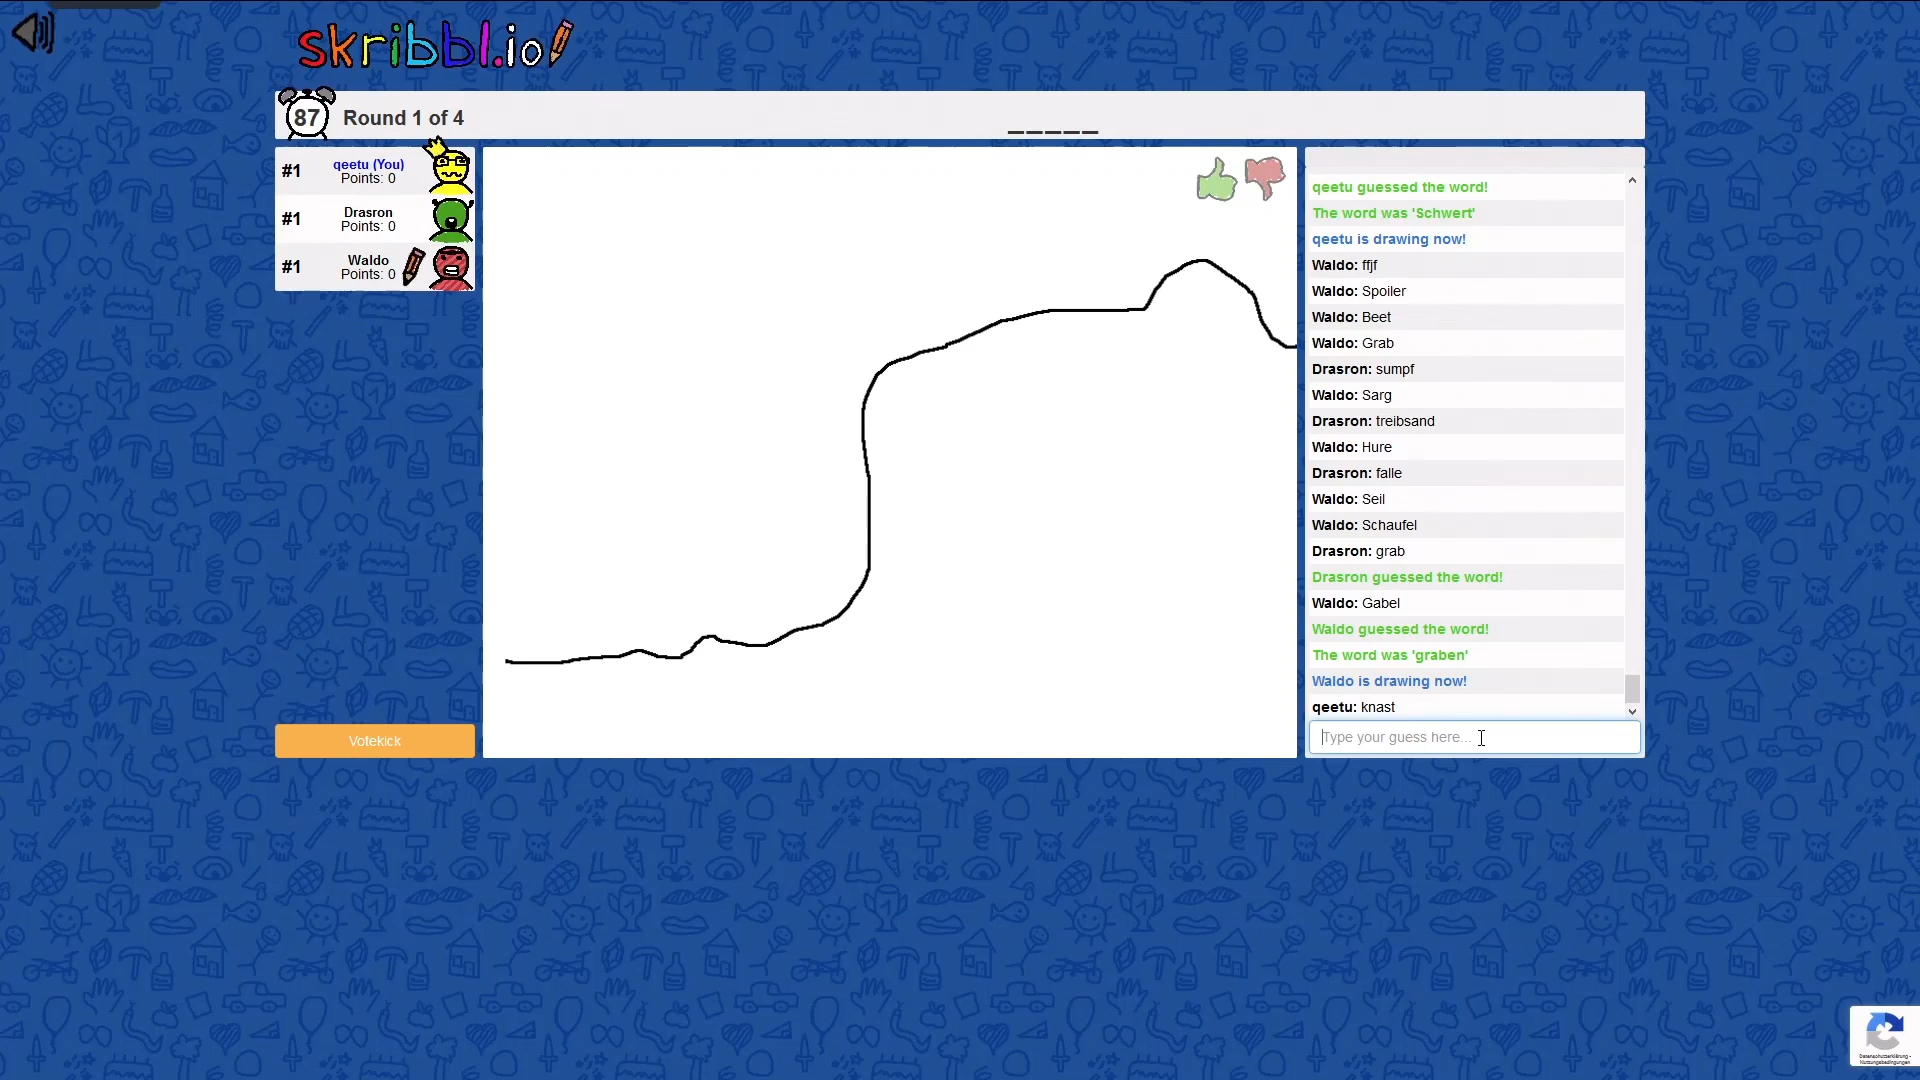 skribbl.io
87
Round 1 of 4
_____
#1
qeetu (You)
Points: 0
#1
Drasron
Points: 0
#1
Waldo
Points: 0
Votekick
qeetu guessed the word!
The word was 'Schwert'
qeetu is drawing now!
Waldo: ffjf
Waldo: Spoiler
Waldo: Beet
Waldo: Grab
Drasron: sumpf
Waldo: Sarg
Drasron: treibsand
Waldo: Hure
Drasron: falle
Waldo: Seil
Waldo: Schaufel
Drasron: grab
Drasron guessed the word!
Waldo: Gabel
Waldo guessed the word!
The word was 'graben'
Waldo is drawing now!
qeetu: knast
Type your guess here...
Datenschutzerklärung -
Nutzungsbedingungen